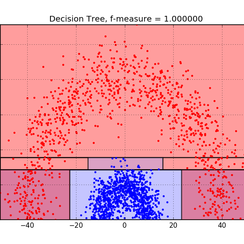 Decision Tree, f-measure = 1.000000
−40 −20 0 20 40